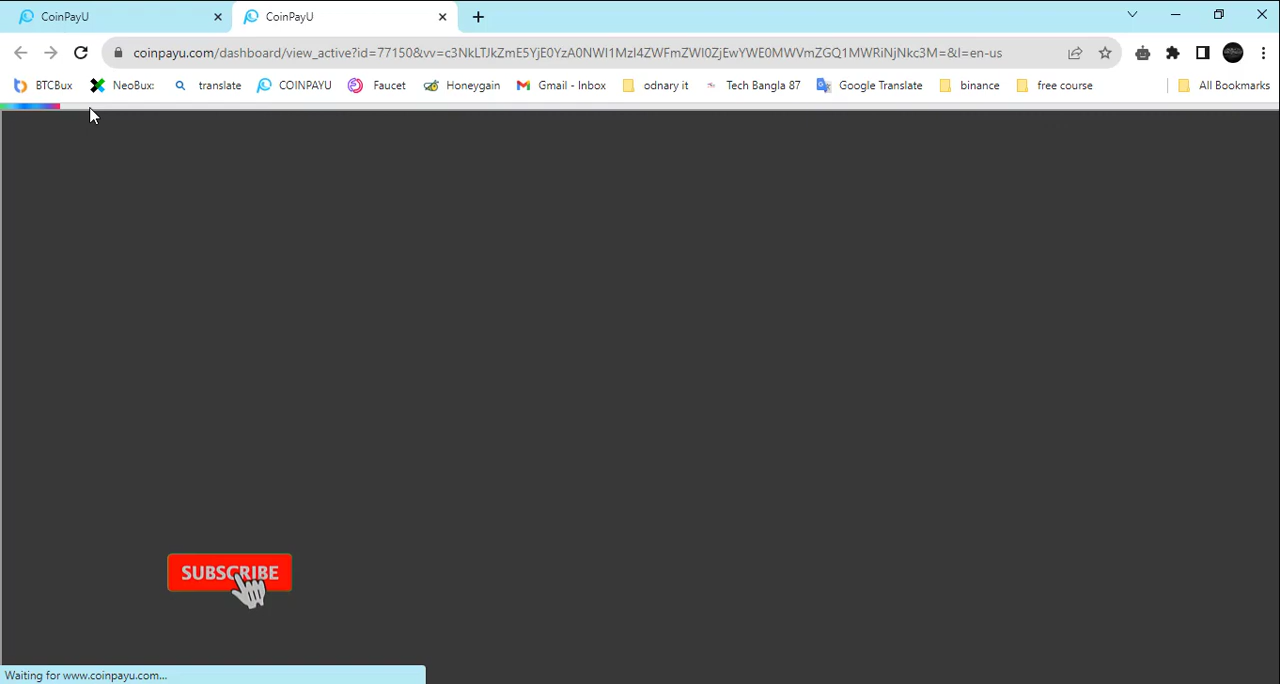 CoinPayU
CoinPayU
coinpayu.com/dashboard/view_active?id=77150&vv=c3NkLTJkZmE5YjE0YzA0NWI1MzI4ZWFmZWI0ZjEwYWE0MWVmZGQ1MWRiNjNkc3M=&l=en-us
BTCBux NeoBux: translate COINPAYU Faucet Honeygain Gmail - Inbox odnary it Tech Bangla 87 Google Translate binance free course All Bookmarks
SUBSCRIBE
Waiting for www.coinpayu.com...